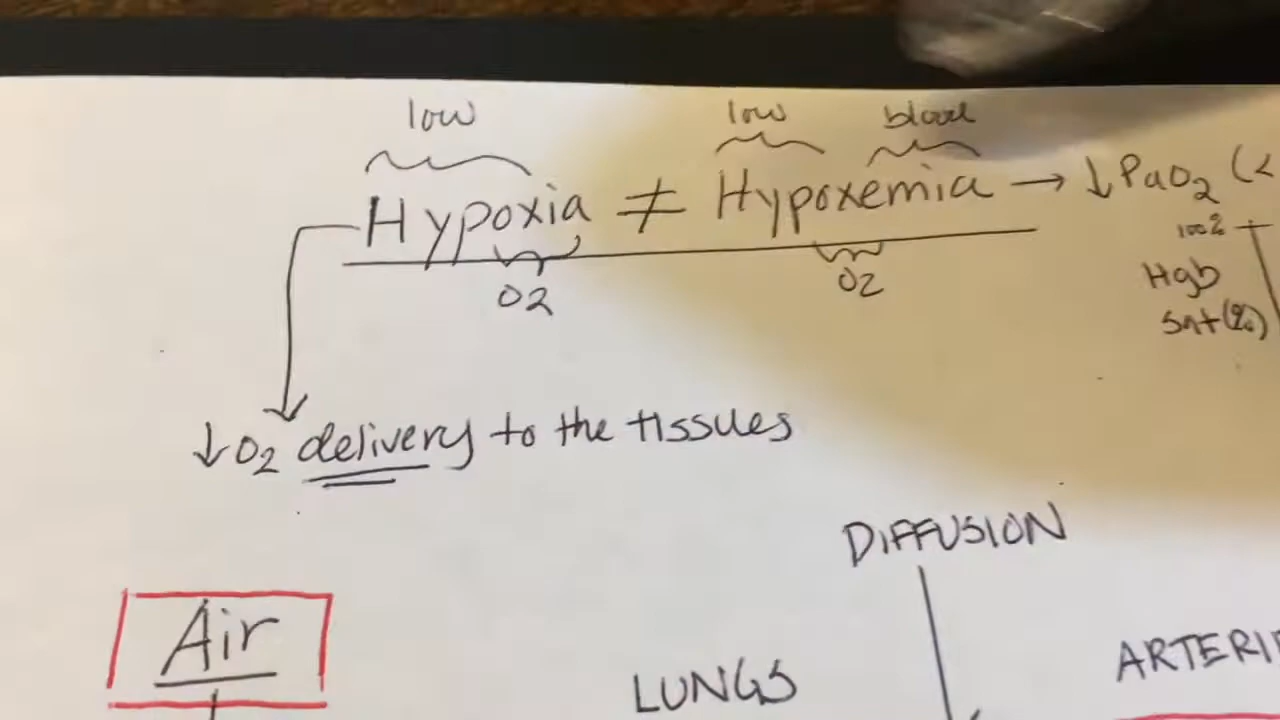 low low blood
Hypoxia ≠ Hypoxemia → ↓ PaO2 (<
100%
O2 O2
Hgb
Sat(%)
↓ O2 delivery to the tissues
DIFFUSION
Air
LUNGS
ARTERI